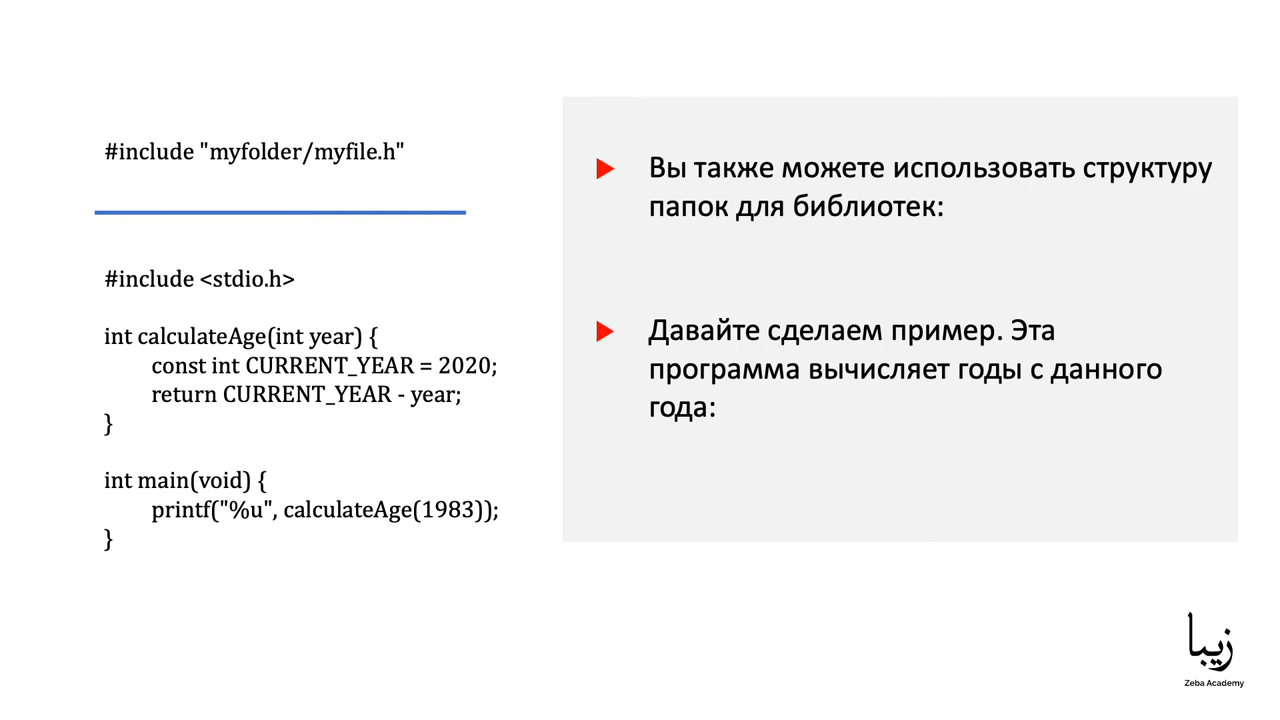 #include "myfolder/myfile.h"
#include <stdio.h>
int calculateAge(int year) {
const int CURRENT_YEAR = 2020;
return CURRENT_YEAR - year;
}
int main(void) {
printf("%u", calculateAge(1983));
}
Вы также можете использовать структуру
папок для библиотек:
Давайте сделаем пример. Эта
программа вычисляет годы с данного
года:
زيبا
Zeba Academy